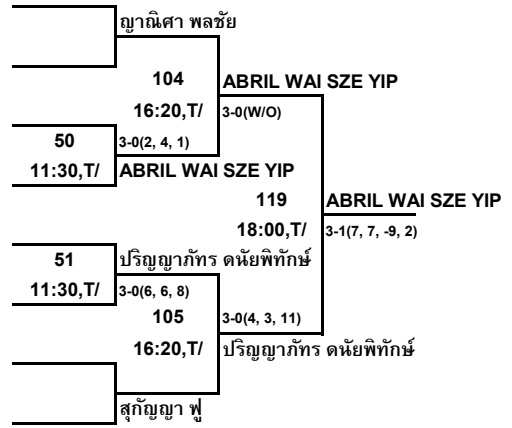 ญาณิศา พลชัย
104 ABRIL WAI SZE YIP
16:20,T/ 3-0(W/O)
50 3-0(2, 4, 1)
11:30,T/ ABRIL WAI SZE YIP
119 ABRIL WAI SZE YIP
18:00,T/ 3-1(7, 7, -9, 2)
51 ปริญญาภัทร ดนัยพิทักษ์
11:30,T/ 3-0(6, 6, 8)
105 3-0(4, 3, 11)
16:20,T/ ปริญญาภัทร ดนัยพิทักษ์
สุกัญญา ฟู